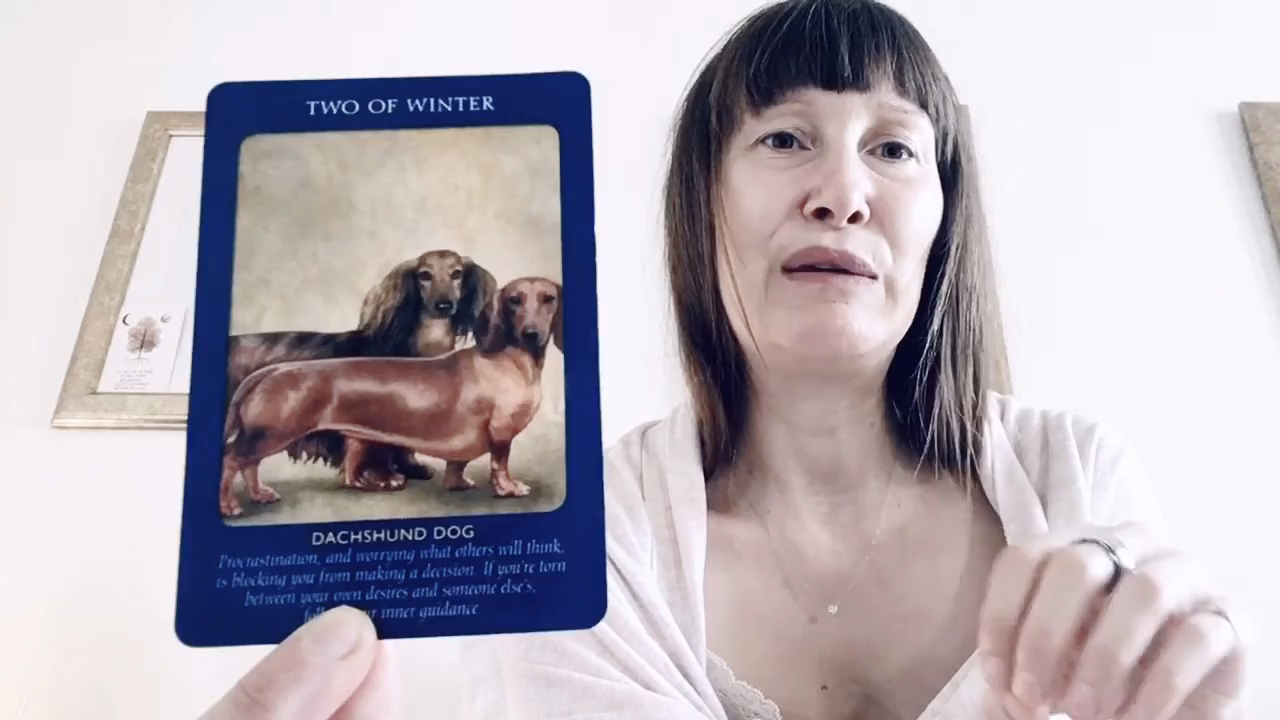 TWO OF WINTER
DACHSHUND DOG
Procrastination, and worrying what others will think,
is blocking you from making a decision. If you're torn
between your own desires and someone else's,
inner guidance